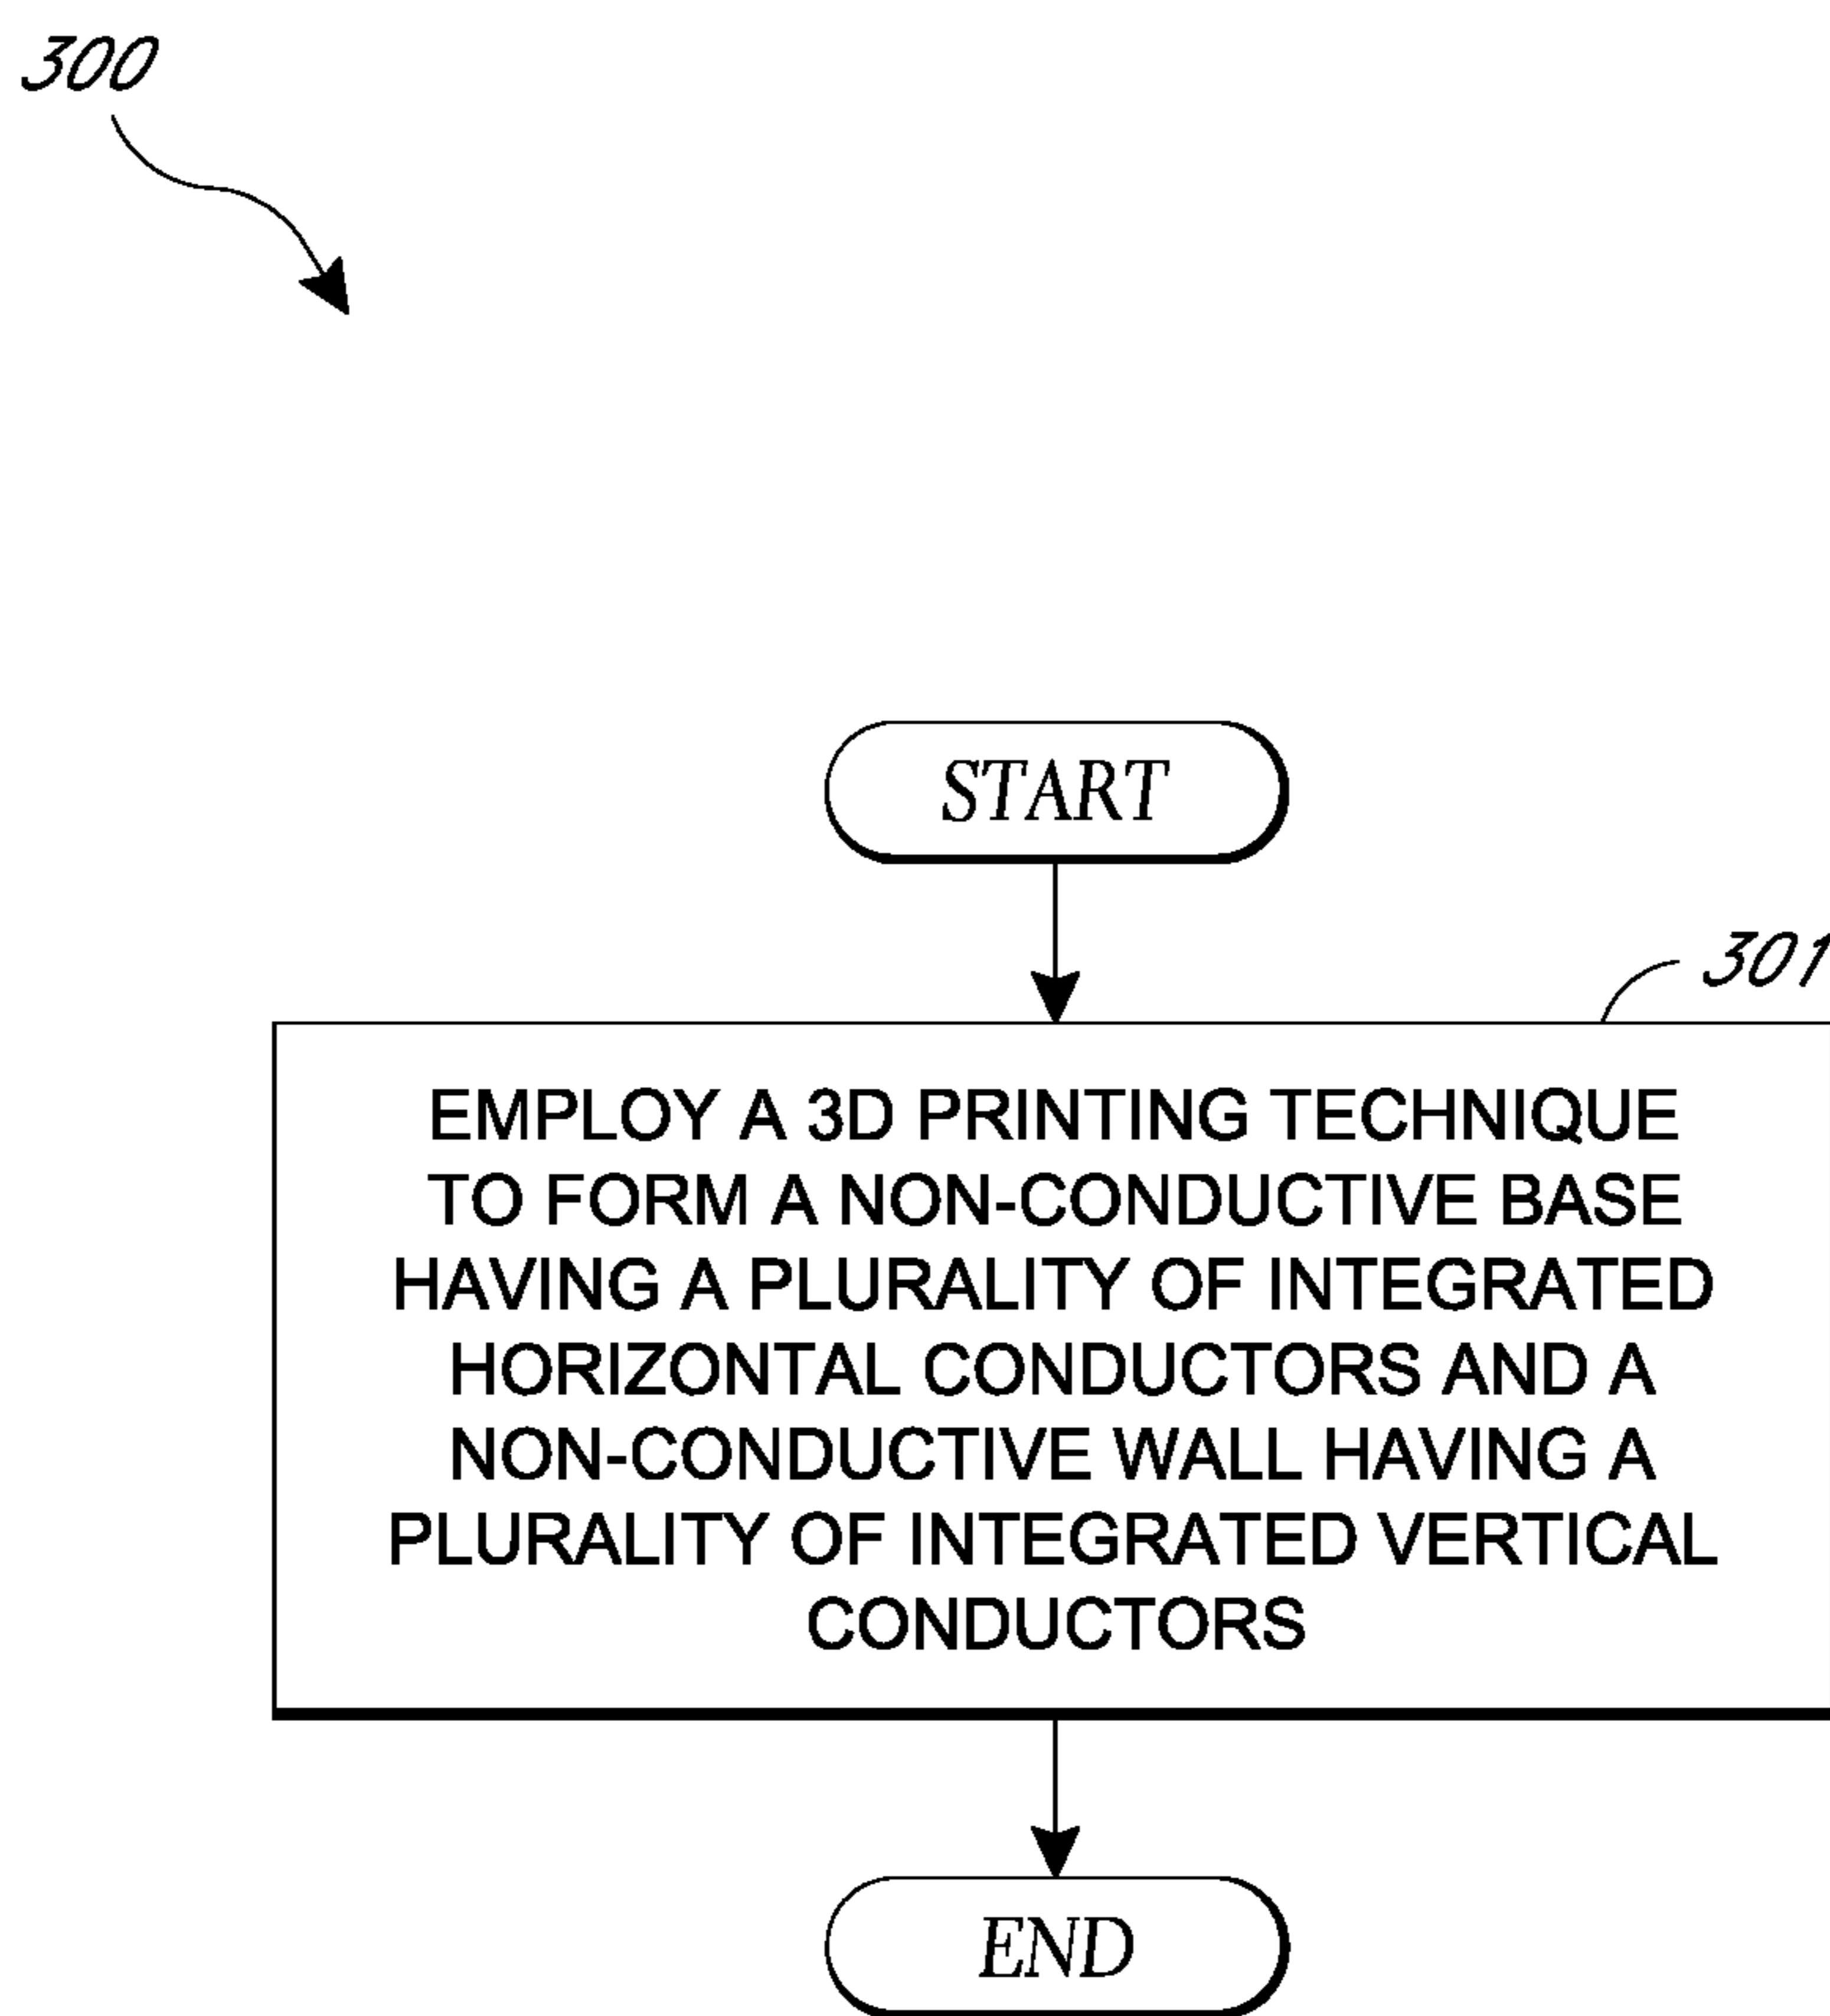 300
START
301
EMPLOY A 3D PRINTING TECHNIQUE
TO FORM A NON-CONDUCTIVE BASE
HAVING A PLURALITY OF INTEGRATED
HORIZONTAL CONDUCTORS AND A
NON-CONDUCTIVE WALL HAVING A
PLURALITY OF INTEGRATED VERTICAL
CONDUCTORS
END